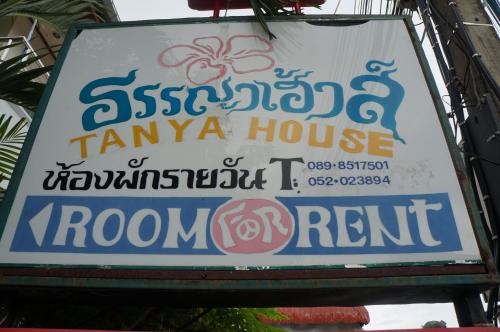 ธรรญาเฮ้าส์
TANYA HOUSE
ห้องพักรายวัน T: 089-8517501
052-023894
ROOM FOR RENT